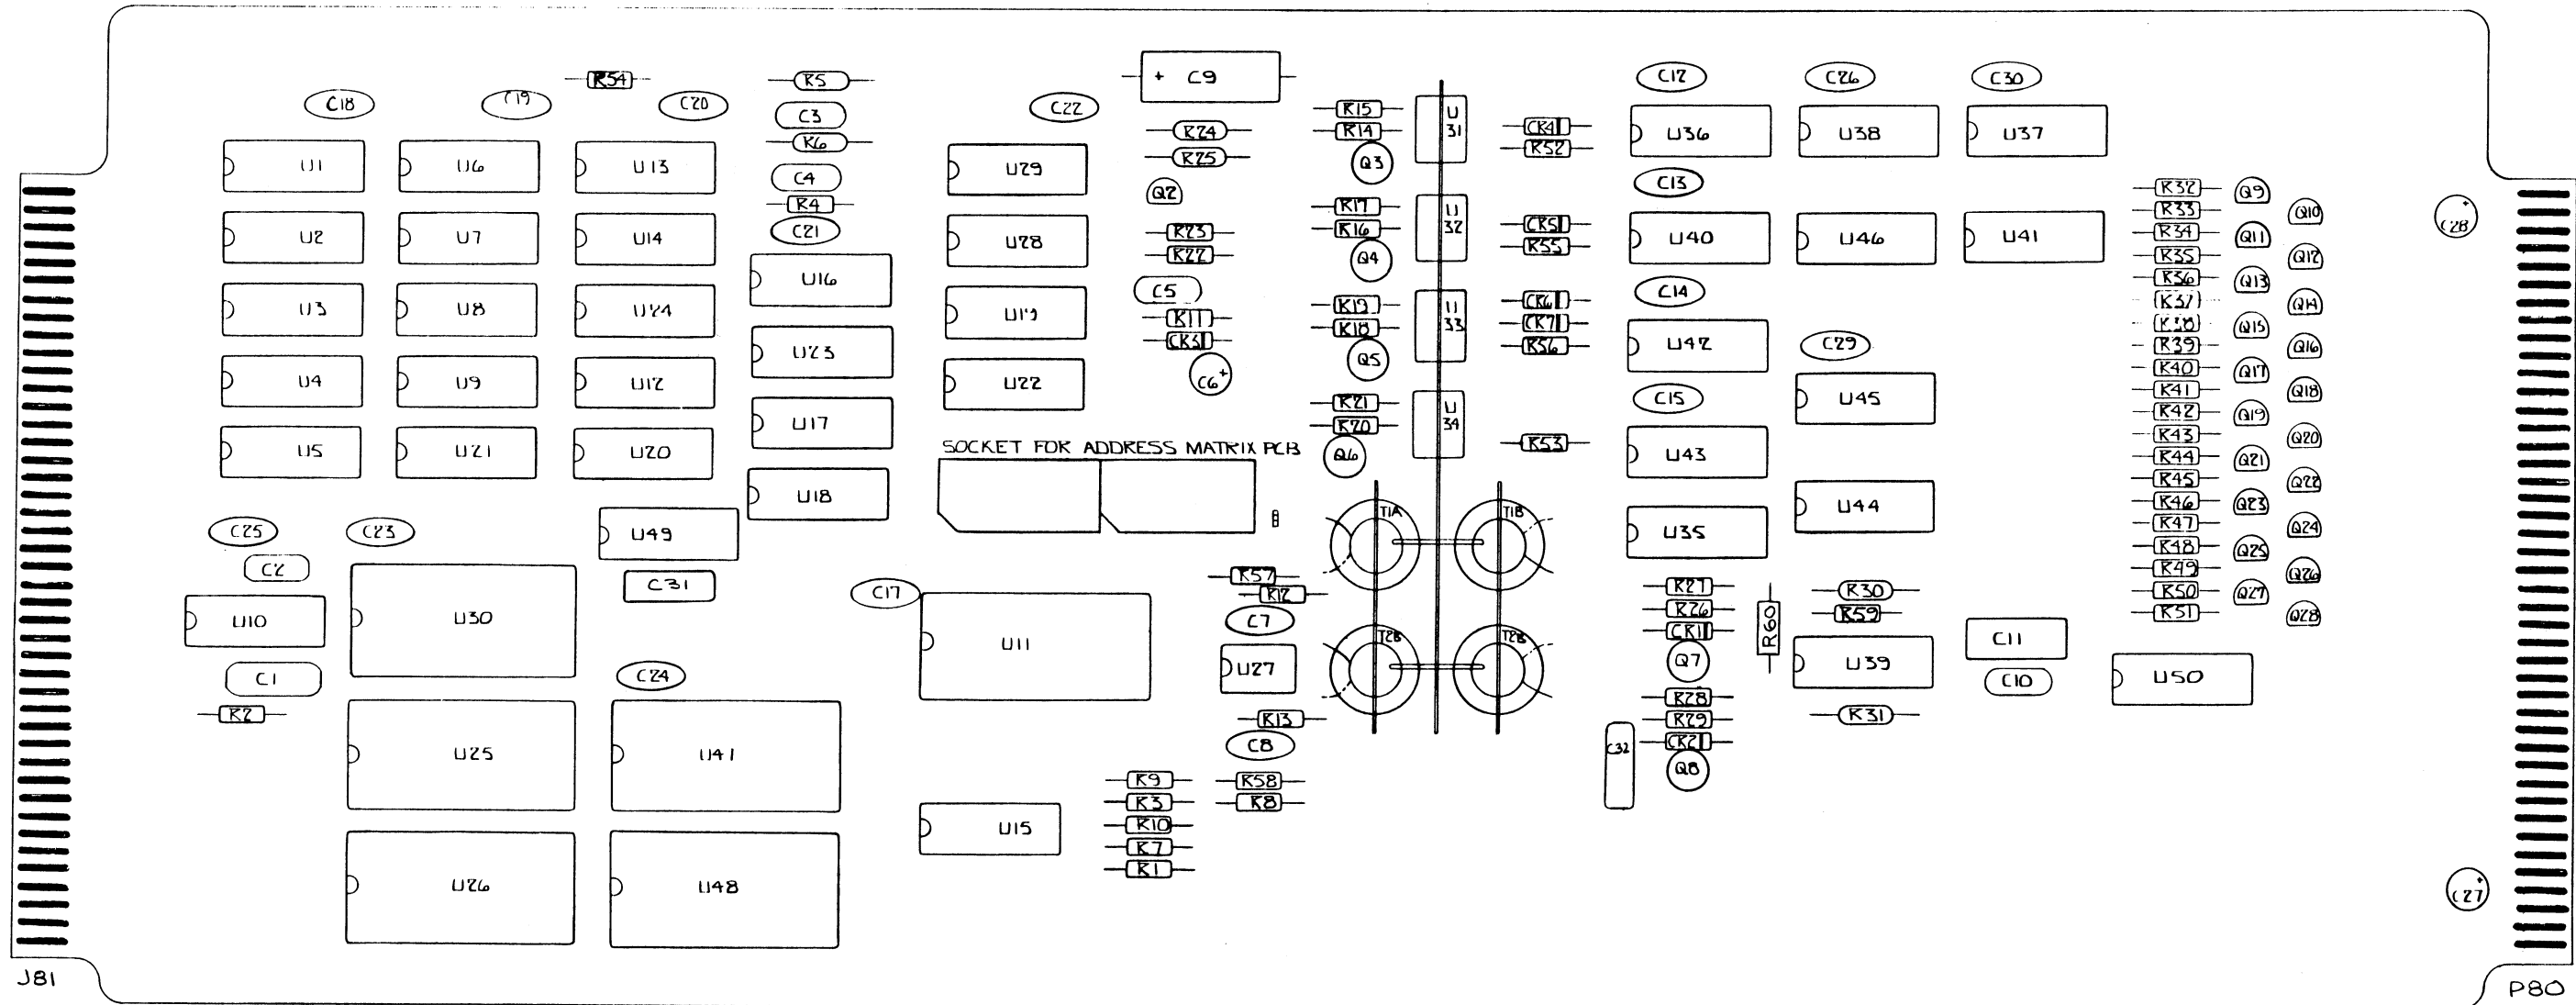 C9
R54
R5
C12
C26
C30
C18
C19
C20
C3
C22
R15
R14
U
31
CR4
R52
U36
U38
U37
R24
R25
R6
Q3
U1
U6
U13
C4
R4
U29
Q2
C13
R17
R16
U
32
CR5
R55
U2
U7
U14
C21
U28
R23
R22
Q4
U40
U46
U41
C28
U16
C5
C14
R19
R18
U
33
CR6
CR7
R56
U3
U8
U24
U19
R11
CR3
Q5
U42
C29
U23
C6
U4
U9
U12
U22
R21
R20
U
34
C15
U45
U17
Q6
R53
U5
U21
U20
SOCKET FOR ADDRESS MATRIX PCB
U43
U18
U44
R32
R33
R34
R35
R36
R37
R38
R39
R40
R41
R42
R43
R44
R45
R46
R47
R48
R49
R50
R51
Q9
Q10
Q11
Q12
Q13
Q14
Q15
Q16
Q17
Q18
Q19
Q20
Q21
Q22
Q23
Q24
Q25
Q26
Q27
Q28
C25
C23
U49
T1A
T1B
U35
C2
C31
C17
R57
R12
C7
R27
R26
CR1
Q7
R60
R30
R59
U10
U30
U11
U27
T2B
T2B
U39
C11
C10
U50
C1
C24
R2
R13
C8
R28
R29
CR2
Q8
R31
C32
U25
U41
R9
R3
R10
R7
R1
R58
R8
U15
U26
U48
C27
J81
P80